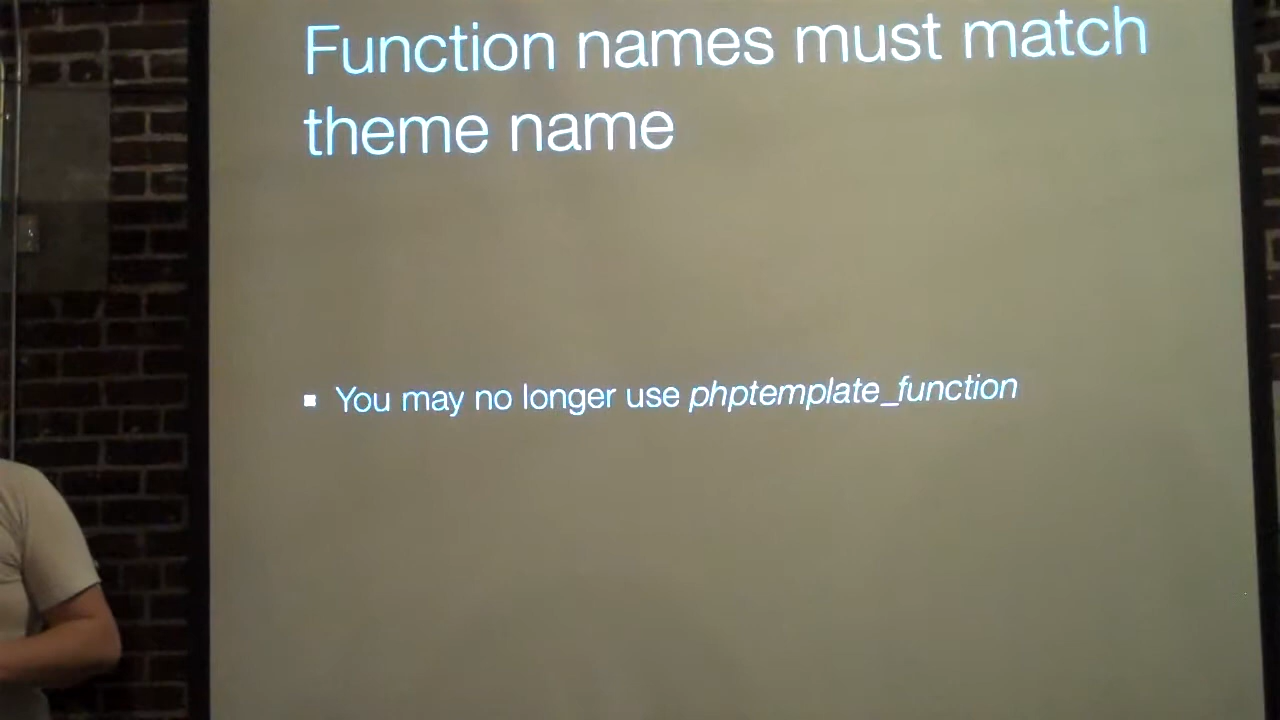 Function names must match
theme name
You may no longer use phptemplate_function